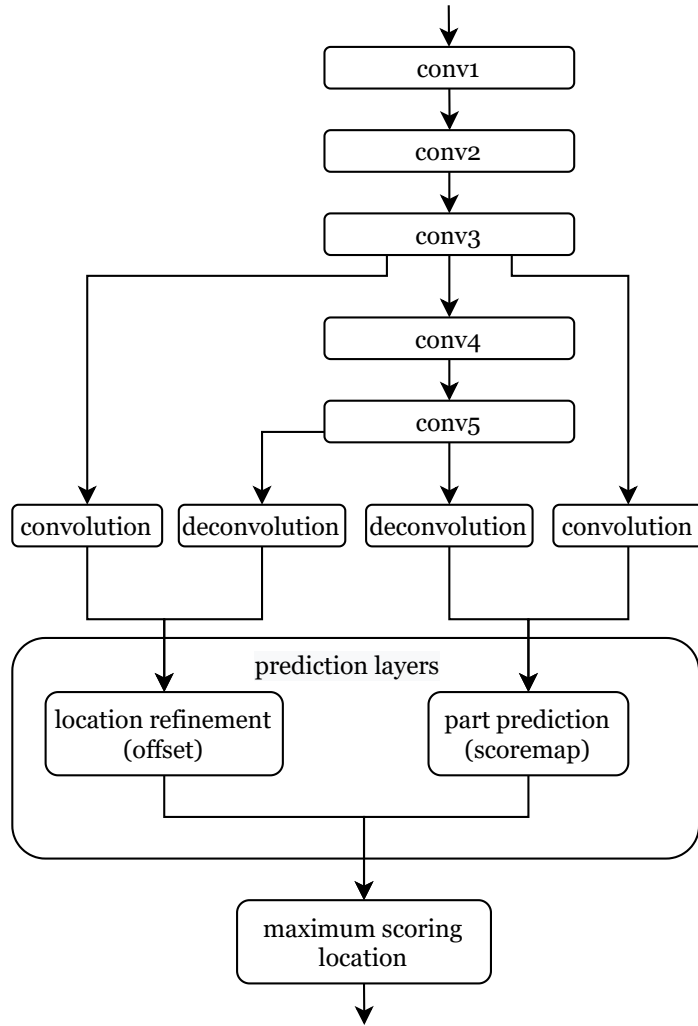 conv1
conv2
conv3
conv4
conv5
convolution
deconvolution
deconvolution
convolution
prediction layers
location refinement
(offset)
part prediction
(scoremap)
maximum scoring
location